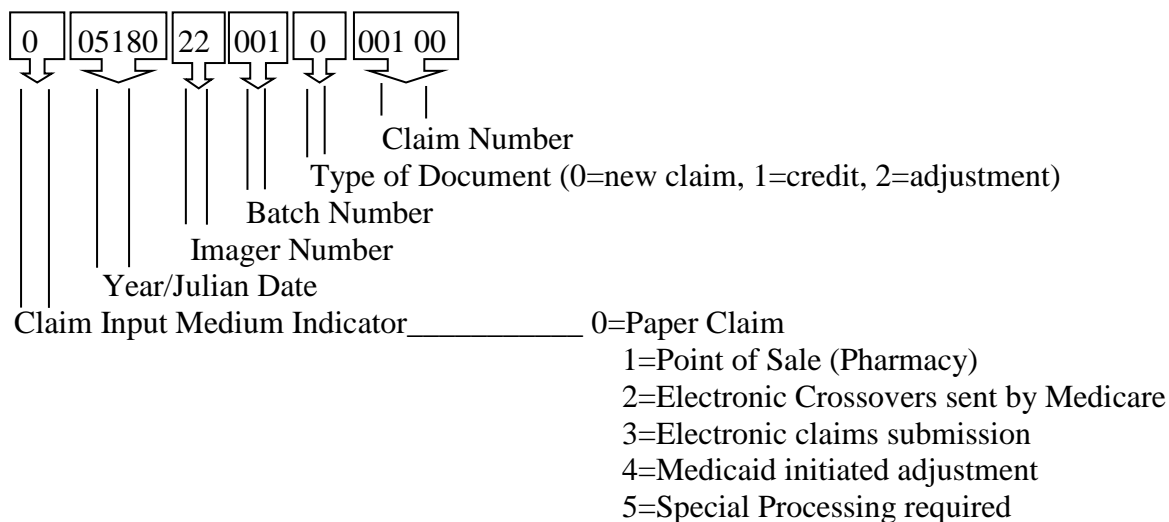 0 05180 22 001 0 001 00
Claim Number
Type of Document (0=new claim, 1=credit, 2=adjustment)
Batch Number
Imager Number
Year/Julian Date
Claim Input Medium Indicator___________ 0=Paper Claim
1=Point of Sale (Pharmacy)
2=Electronic Crossovers sent by Medicare
3=Electronic claims submission
4=Medicaid initiated adjustment
5=Special Processing required